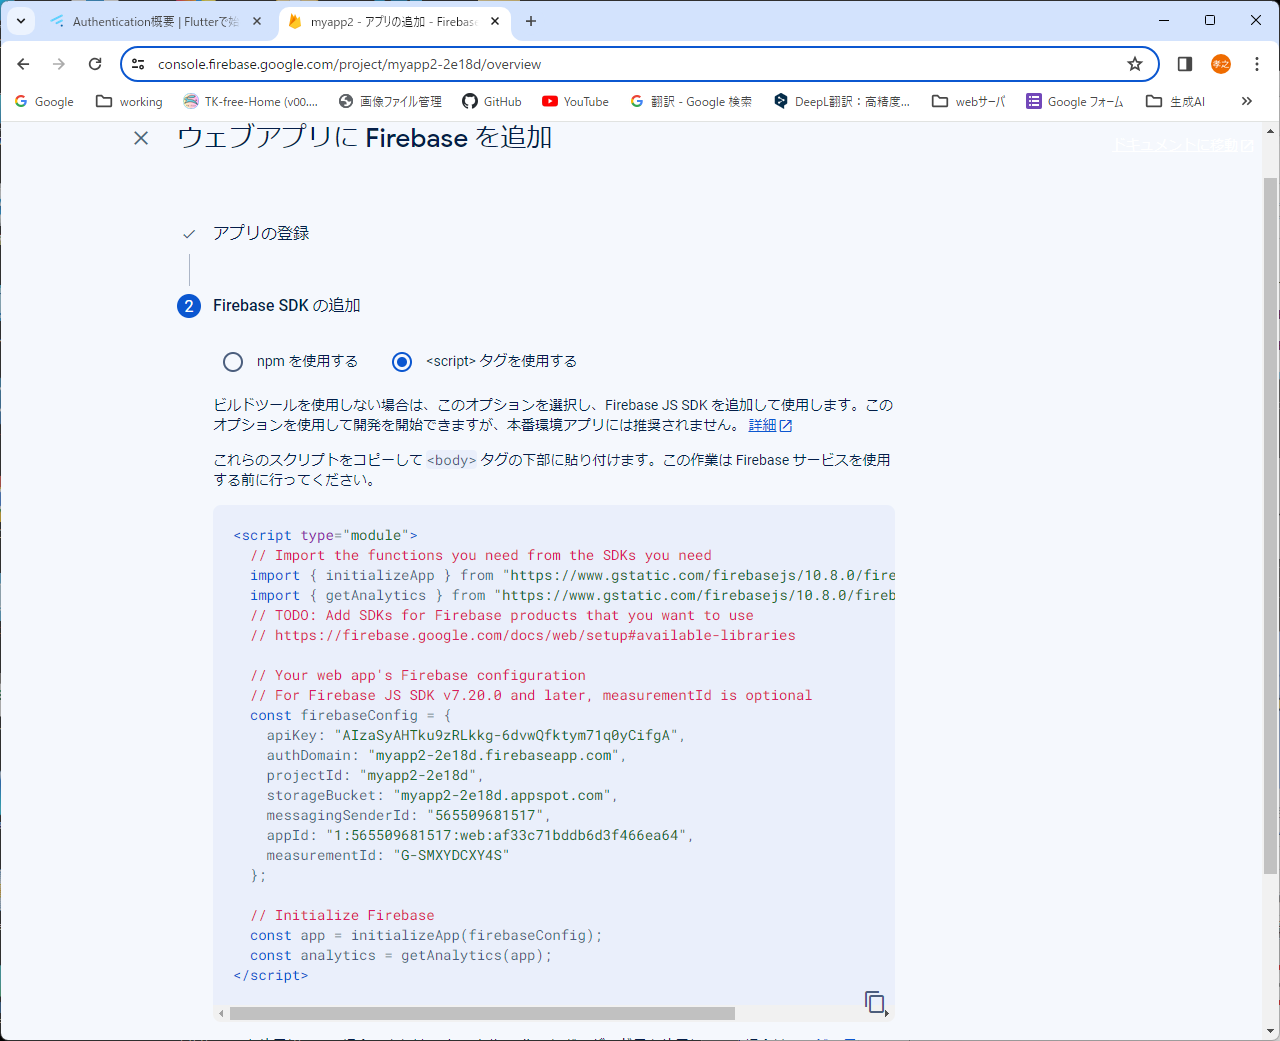 Authentication概要 | Flutterで始
myapp2 - アプリの追加 - Firebase
console.firebase.google.com/project/myapp2-2e18d/overview
孝之
Google
working
TK-free-Home (v00....
画像ファイル管理
GitHub
YouTube
翻訳 - Google 検索
DeepL翻訳：高精度...
webサーバ
Google フォーム
生成AI
ウェブアプリに Firebase を追加
ドキュメントに移動
アプリの登録
2 Firebase SDK の追加
npm を使用する
<script> タグを使用する
ビルドツールを使用しない場合は、このオプションを選択し、Firebase JS SDK を追加して使用します。この
オプションを使用して開発を開始できますが、本番環境アプリには推奨されません。 詳細
これらのスクリプトをコピーして <body> タグの下部に貼り付けます。この作業は Firebase サービスを使用
する前に行ってください。
<script type="module">
// Import the functions you need from the SDKs you need
import { initializeApp } from "https://www.gstatic.com/firebasejs/10.8.0/fire
import { getAnalytics } from "https://www.gstatic.com/firebasejs/10.8.0/fireb
// TODO: Add SDKs for Firebase products that you want to use
// https://firebase.google.com/docs/web/setup#available-libraries
// Your web app's Firebase configuration
// For Firebase JS SDK v7.20.0 and later, measurementId is optional
const firebaseConfig = {
apiKey: "AIzaSyAHTku9zRLkkg-6dvwQfktym71q0yCifgA",
authDomain: "myapp2-2e18d.firebaseapp.com",
projectId: "myapp2-2e18d",
storageBucket: "myapp2-2e18d.appspot.com",
messagingSenderId: "565509681517",
appId: "1:565509681517:web:af33c71bddb6d3f466ea64",
measurementId: "G-SMXYDCXY4S"
};
// Initialize Firebase
const app = initializeApp(firebaseConfig);
const analytics = getAnalytics(app);
</script>